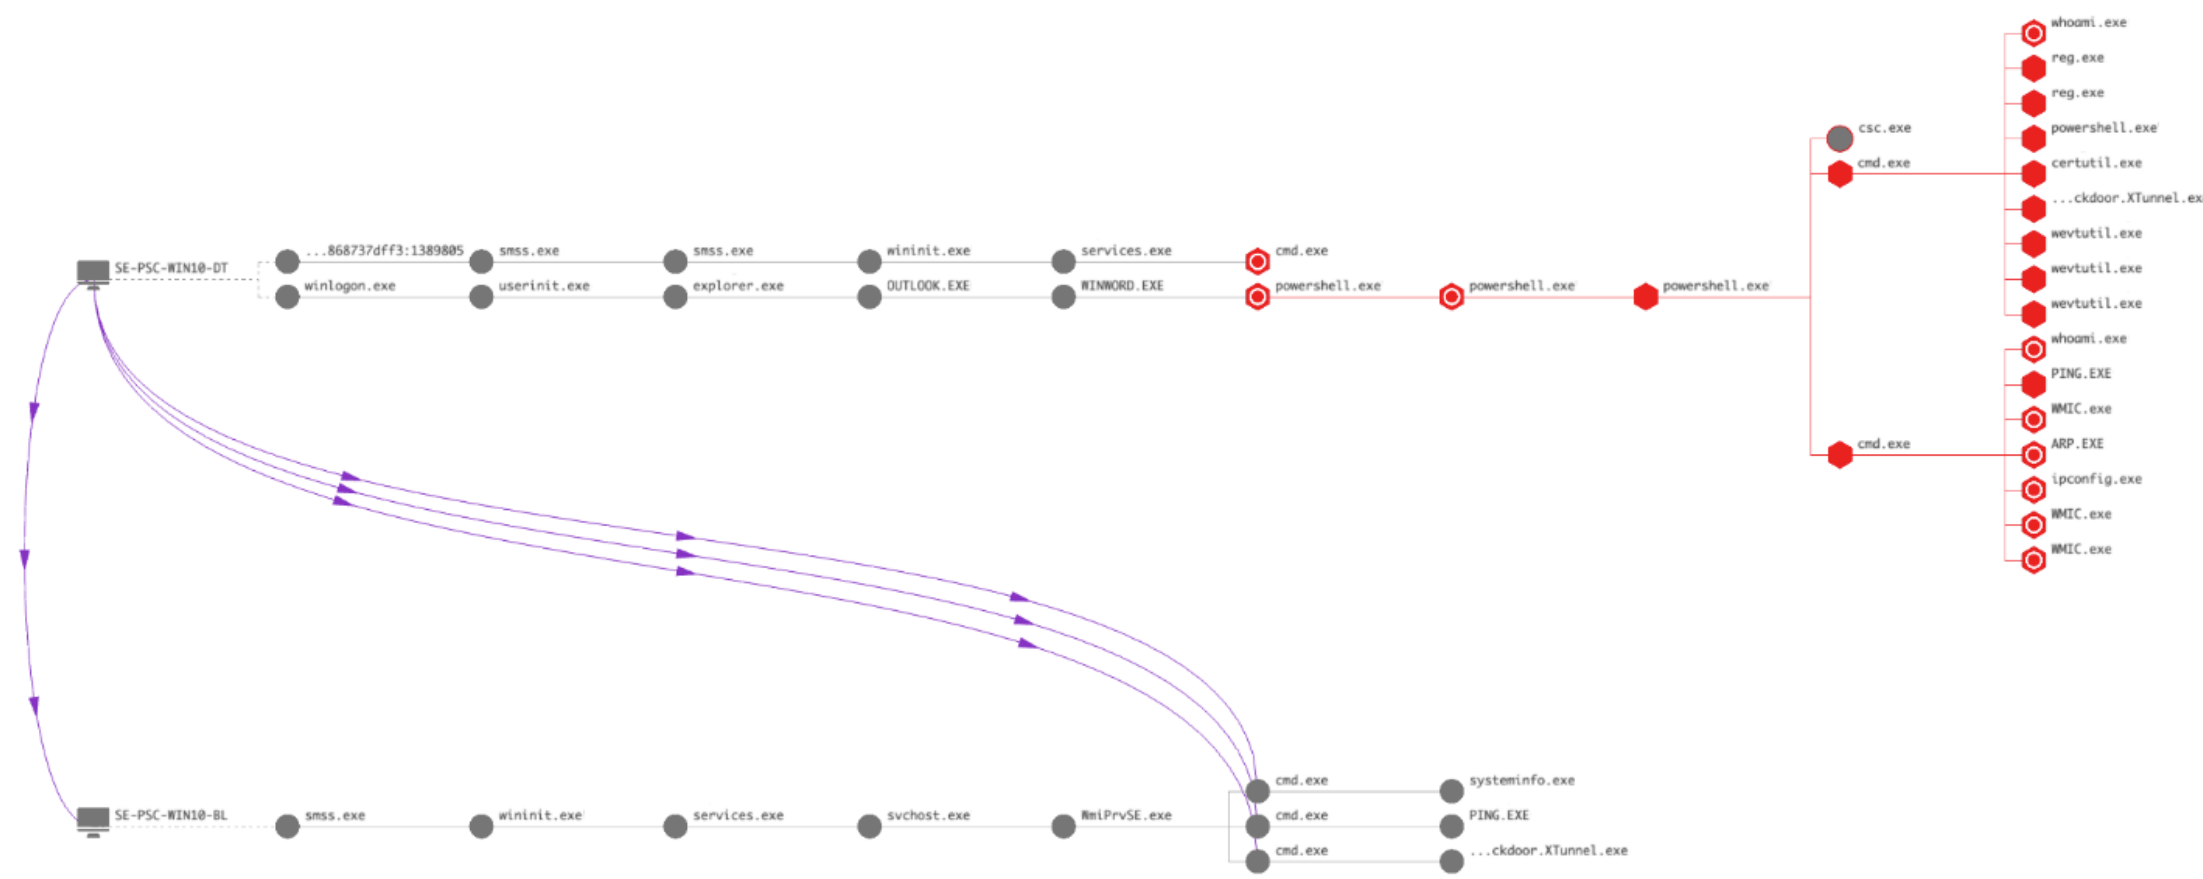 whoami.exe
reg.exe
reg.exe
csc.exe
powershell.exe
cmd.exe
certutil.exe
...ckdoor.XTunnel.ex
wevtutil.exe
wevtutil.exe
wevtutil.exe
SE-PSC-WIN10-DT
...868737dff3:1389805
smss.exe
smss.exe
wininit.exe
services.exe
cmd.exe
winlogon.exe
userinit.exe
explorer.exe
OUTLOOK.EXE
WINWORD.EXE
powershell.exe
powershell.exe
powershell.exe
whoami.exe
PING.EXE
WMIC.exe
cmd.exe
ARP.EXE
ipconfig.exe
WMIC.exe
WMIC.exe
cmd.exe
systeminfo.exe
SE-PSC-WIN10-BL
smss.exe
wininit.exe
services.exe
svchost.exe
WmiPrvSE.exe
cmd.exe
PING.EXE
cmd.exe
...ckdoor.XTunnel.exe